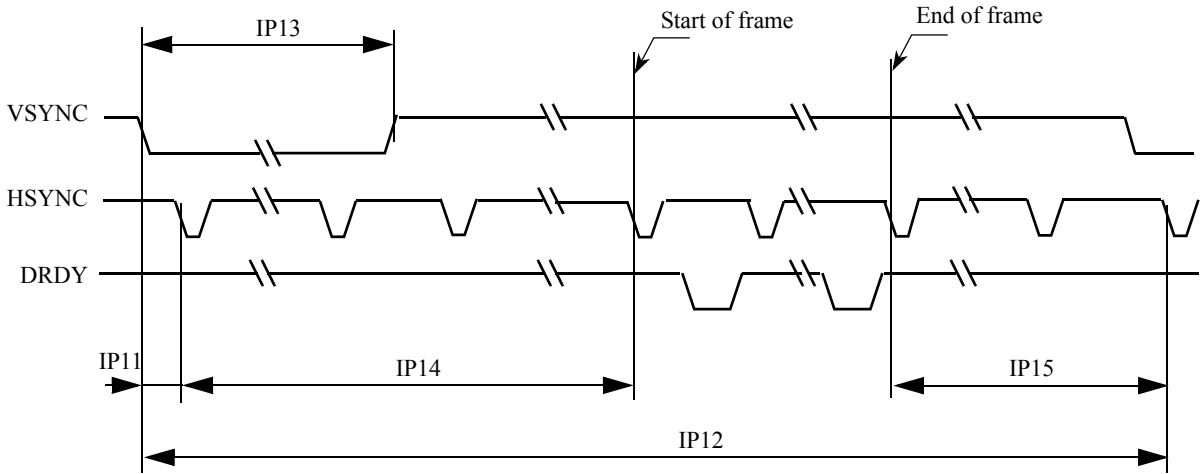 Start of frame
End of frame
IP13
VSYNC
HSYNC
DRDY
IP11
IP14
IP15
IP12